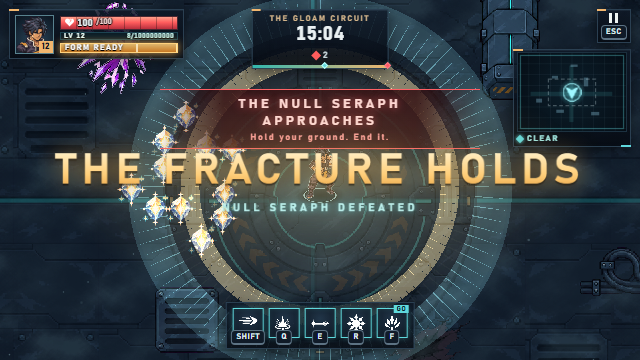 100/100
12
LV 12 8/1000000000
FORM READY
THE GLOAM CIRCUIT
15:04
2
ESC
CLEAR
THE NULL SERAPH
APPROACHES
Hold your ground. End it.
THE FRACTURE HOLDS
NULL SERAPH DEFEATED
GO
SHIFT Q E R F